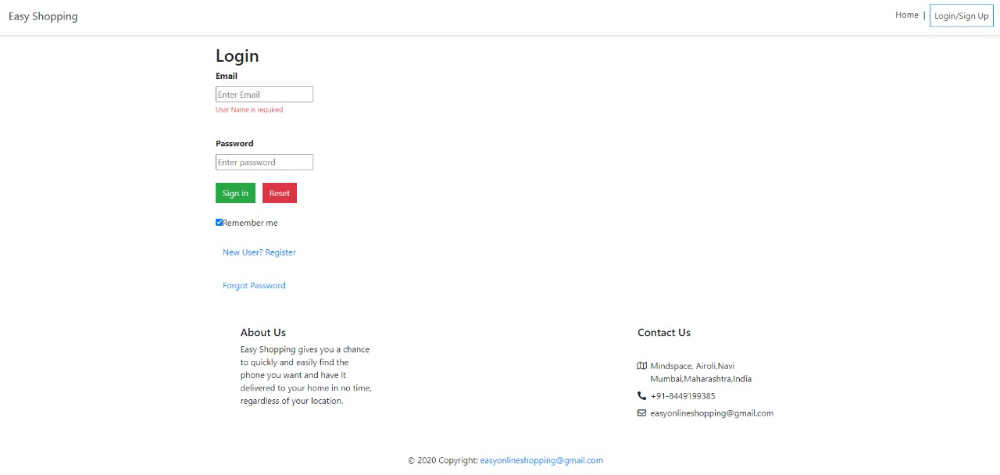 Easy Shopping
Home | Login/Sign Up
Login
Email
Enter Email
User Name is required
Password
Enter password
Sign in Reset
Remember me
New User? Register
Forgot Password
About Us
Easy Shopping gives you a chance
to quickly and easily find the
phone you want and have it
delivered to your home in no time,
regardless of your location.
Contact Us
Mindspace, Airoli,Navi
Mumbai,Maharashtra,India
+91-8449199385
easyonlineshopping@gmail.com
© 2020 Copyright: easyonlineshopping@gmail.com